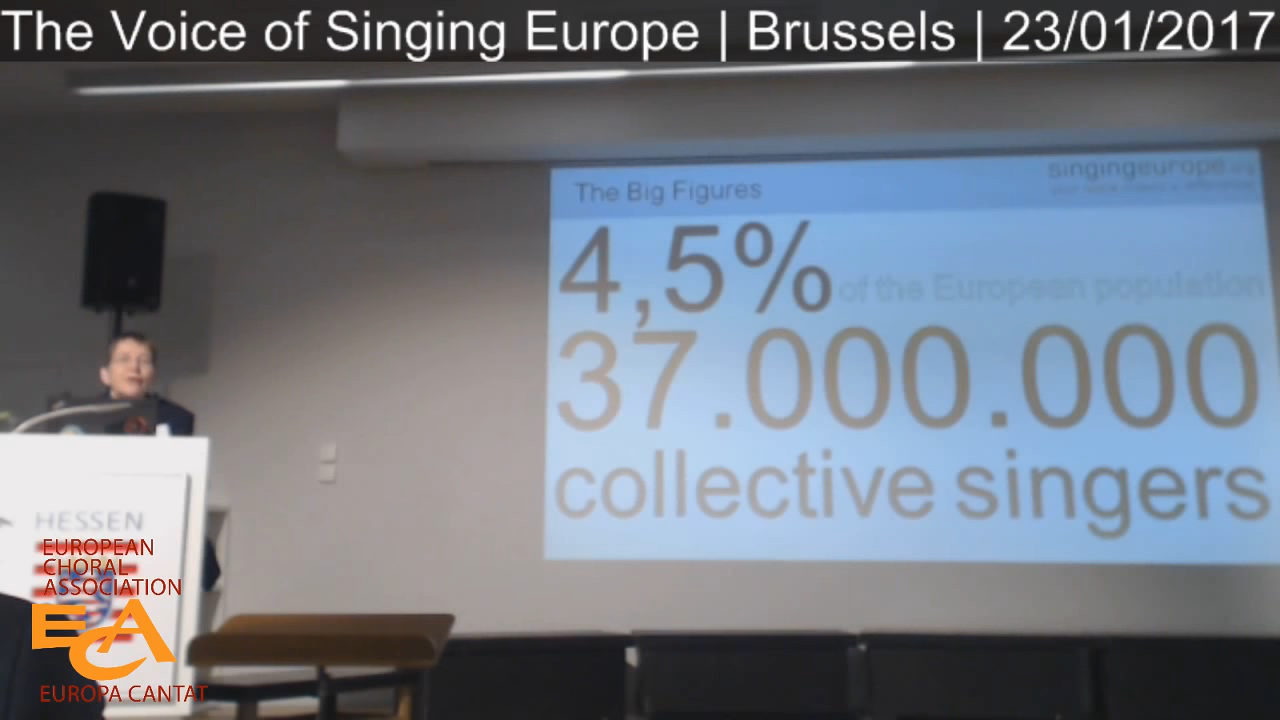 The Voice of Singing Europe | Brussels | 23/01/2017
The Big Figures
singingeurope.org
4,5% of the European population
37.000.000
collective singers
HESSEN
EUROPEAN
CHORAL
ASSOCIATION
ECA
EUROPA CANTAT